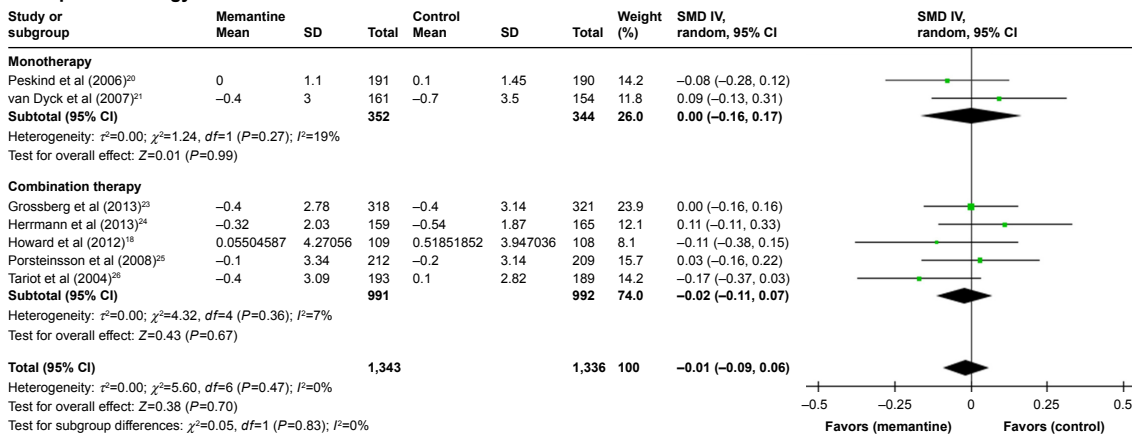 Study or subgroup Memantine Mean SD Total Control Mean SD Total Weight (%) SMD IV, random, 95% CI SMD IV, random, 95% CI
Monotherapy
Peskind et al (2006)²⁰ 0 1.1 191 0.1 1.45 190 14.2 –0.08 (–0.28, 0.12)
van Dyck et al (2007)²¹ –0.4 3 161 –0.7 3.5 154 11.8 0.09 (–0.13, 0.31)
Subtotal (95% CI) 352 344 26.0 0.00 (–0.16, 0.17)
Heterogeneity: τ²=0.00; χ²=1.24, df=1 (P=0.27); I²=19%
Test for overall effect: Z=0.01 (P=0.99)
Combination therapy
Grossberg et al (2013)²³ –0.4 2.78 318 –0.4 3.14 321 23.9 0.00 (–0.16, 0.16)
Herrmann et al (2013)²⁴ –0.32 2.03 159 –0.54 1.87 165 12.1 0.11 (–0.11, 0.33)
Howard et al (2012)¹⁸ 0.05504587 4.27056 109 0.51851852 3.947036 108 8.1 –0.11 (–0.38, 0.15)
Porsteinsson et al (2008)²⁵ –0.1 3.34 212 –0.2 3.14 209 15.7 0.03 (–0.16, 0.22)
Tariot et al (2004)²⁶ –0.4 3.09 193 0.1 2.82 189 14.2 –0.17 (–0.37, 0.03)
Subtotal (95% CI) 991 992 74.0 –0.02 (–0.11, 0.07)
Heterogeneity: τ²=0.00; χ²=4.32, df=4 (P=0.36); I²=7%
Test for overall effect: Z=0.43 (P=0.67)
Total (95% CI) 1,343 1,336 100 –0.01 (–0.09, 0.06)
Heterogeneity: τ²=0.00; χ²=5.60, df=6 (P=0.47); I²=0%
Test for overall effect: Z=0.38 (P=0.70)
Test for subgroup differences: χ²=0.05, df=1 (P=0.83); I²=0%
–0.5 –0.25 0 0.25 0.5
Favors (memantine) Favors (control)